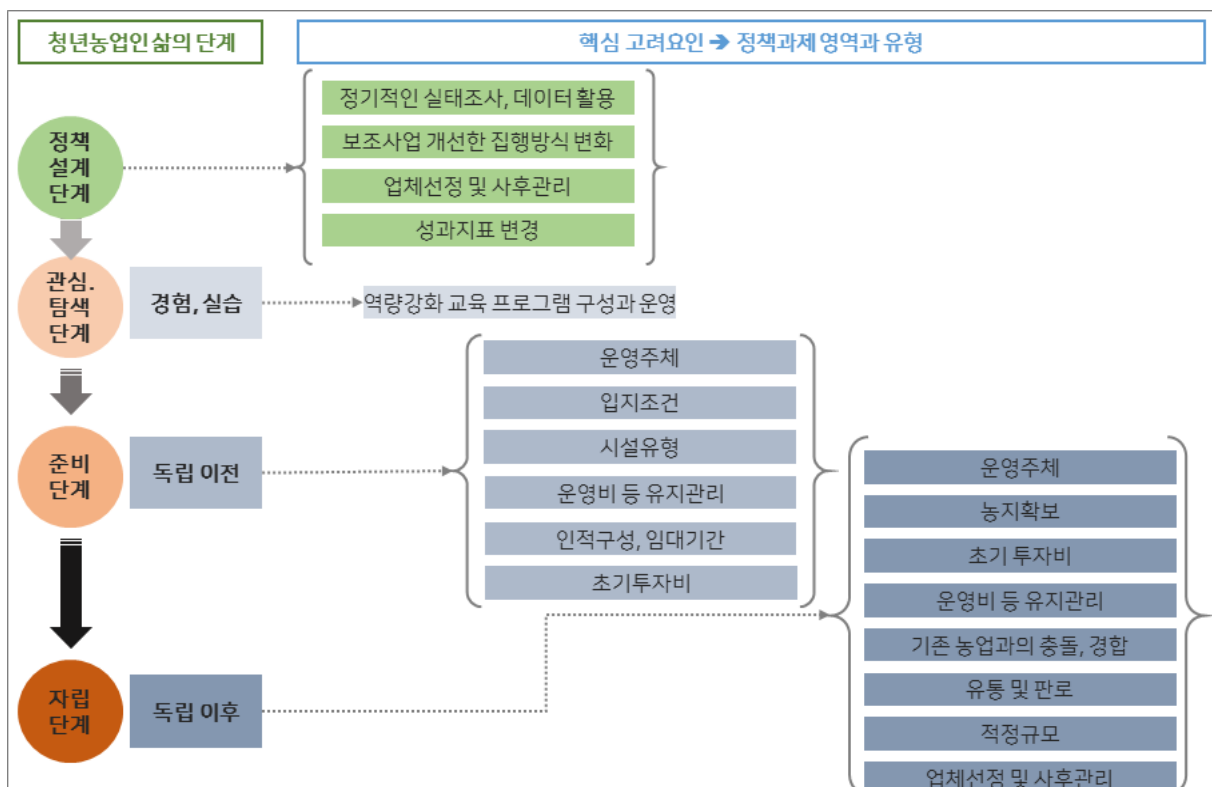 청년농업인삶의 단계
핵심 고려요인 ➔ 정책과제 영역과 유형
정책
설계
단계
정기적인 실태조사, 데이터 활용
보조사업 개선한 집행방식 변화
업체선정 및 사후관리
성과지표 변경
관심.
탐색
단계
경험, 실습
역량강화 교육 프로그램 구성과 운영
준비
단계
독립 이전
운영주체
입지조건
시설유형
운영비 등 유지관리
인적구성, 임대기간
초기투자비
자립
단계
독립 이후
운영주체
농지확보
초기 투자비
운영비 등 유지관리
기존 농업과의 충돌, 경합
유통 및 판로
적정규모
업체선정 및 사후관리